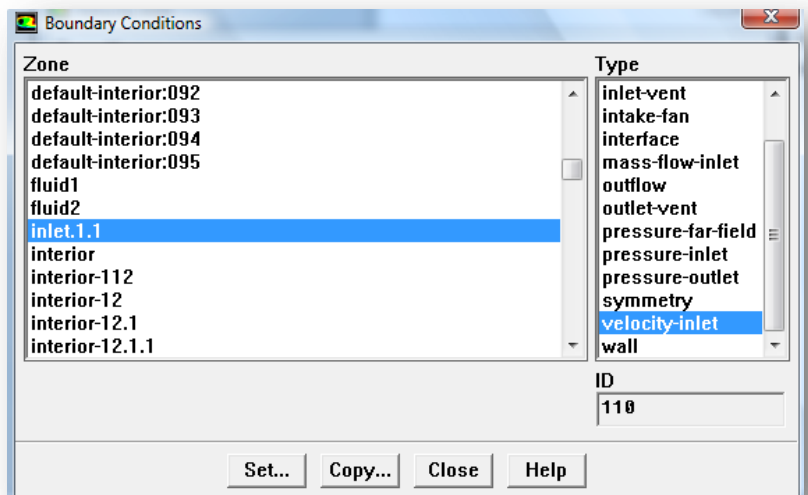 Boundary Conditions
x
Zone
default-interior:092
default-interior:093
default-interior:094
default-interior:095
fluid1
fluid2
inlet.1.1
interior
interior-112
interior-12
interior-12.1
interior-12.1.1
Type
inlet-vent
intake-fan
interface
mass-flow-inlet
outflow
outlet-vent
pressure-far-field
pressure-inlet
pressure-outlet
symmetry
velocity-inlet
wall
ID
110
Set... Copy... Close Help